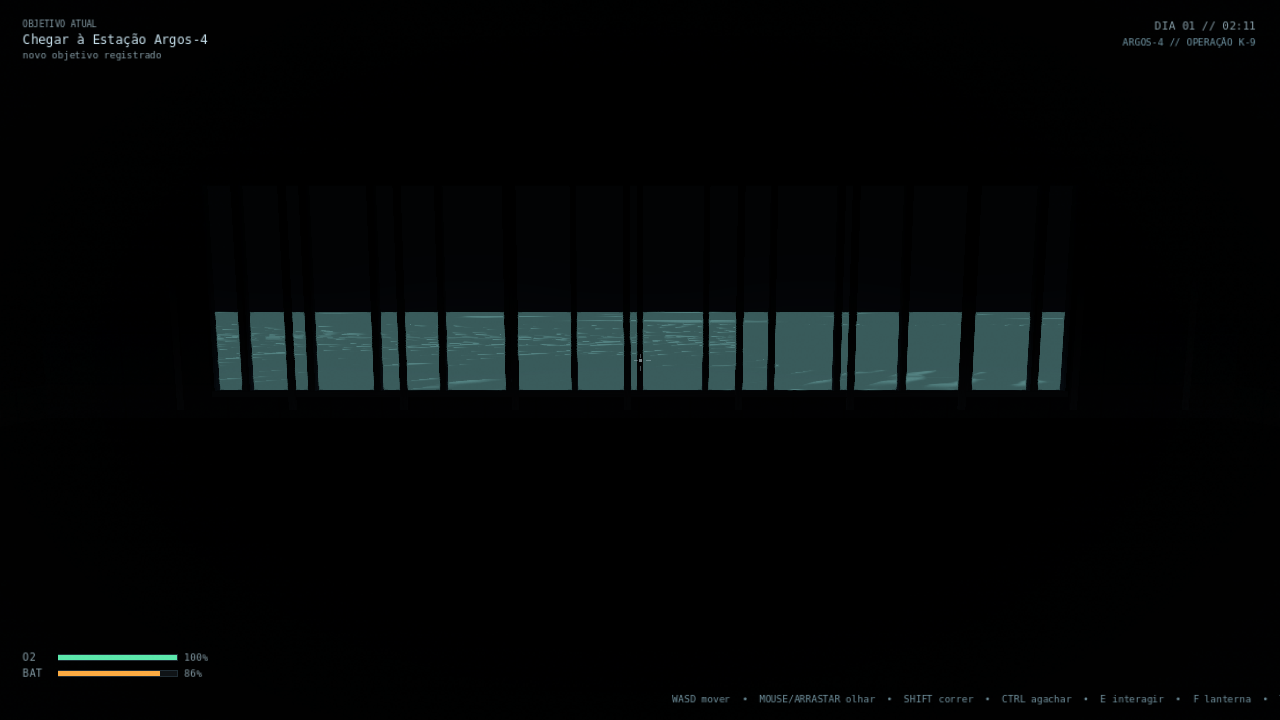 OBJETIVO ATUAL
Chegar à Estação Argos-4
novo objetivo registrado
DIA 01 // 02:11
ARGOS-4 // OPERAÇÃO K-9
O2 100%
BAT 86%
WASD mover • MOUSE/ARRASTAR olhar • SHIFT correr • CTRL agachar • E interagir • F lanterna •